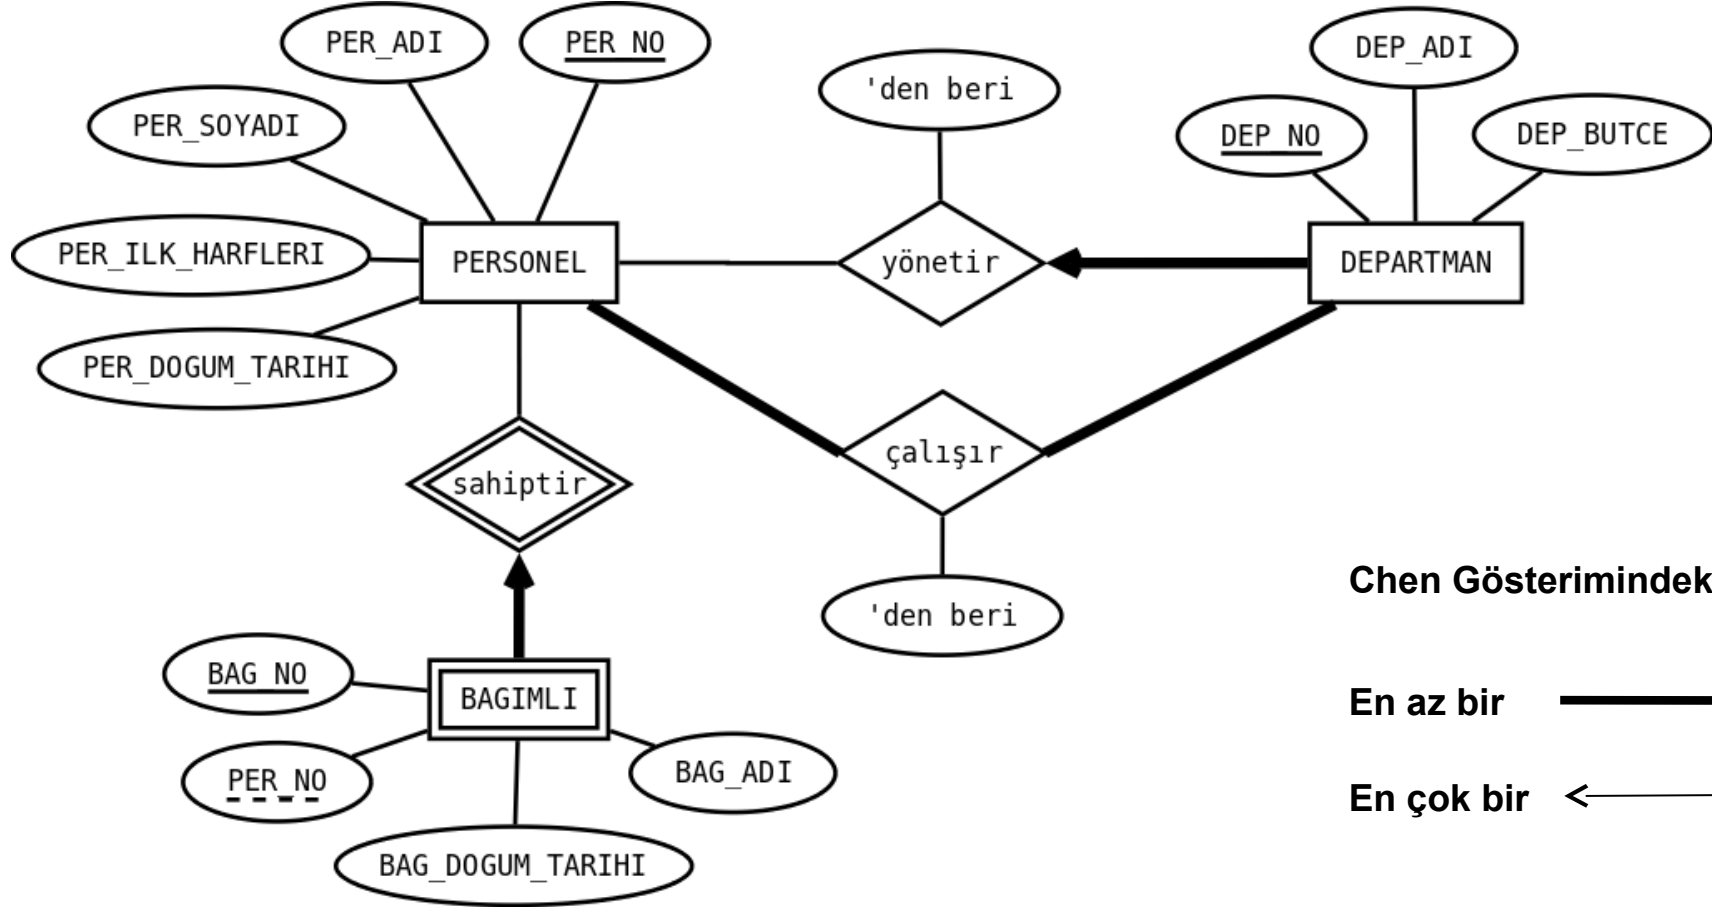 PER_ADI
PER_NO
DEP_ADI
'den beri
PER_SOYADI
DEP_NO
DEP_BUTCE
PER_ILK_HARFLERI
PERSONEL
yönetir
DEPARTMAN
PER_DOGUM_TARIHI
çalışır
sahiptir
Chen Gösterimindek
'den beri
BAG_NO
BAGIMLI
En az bir
PER_NO
BAG_ADI
En çok bir
BAG_DOGUM_TARIHI